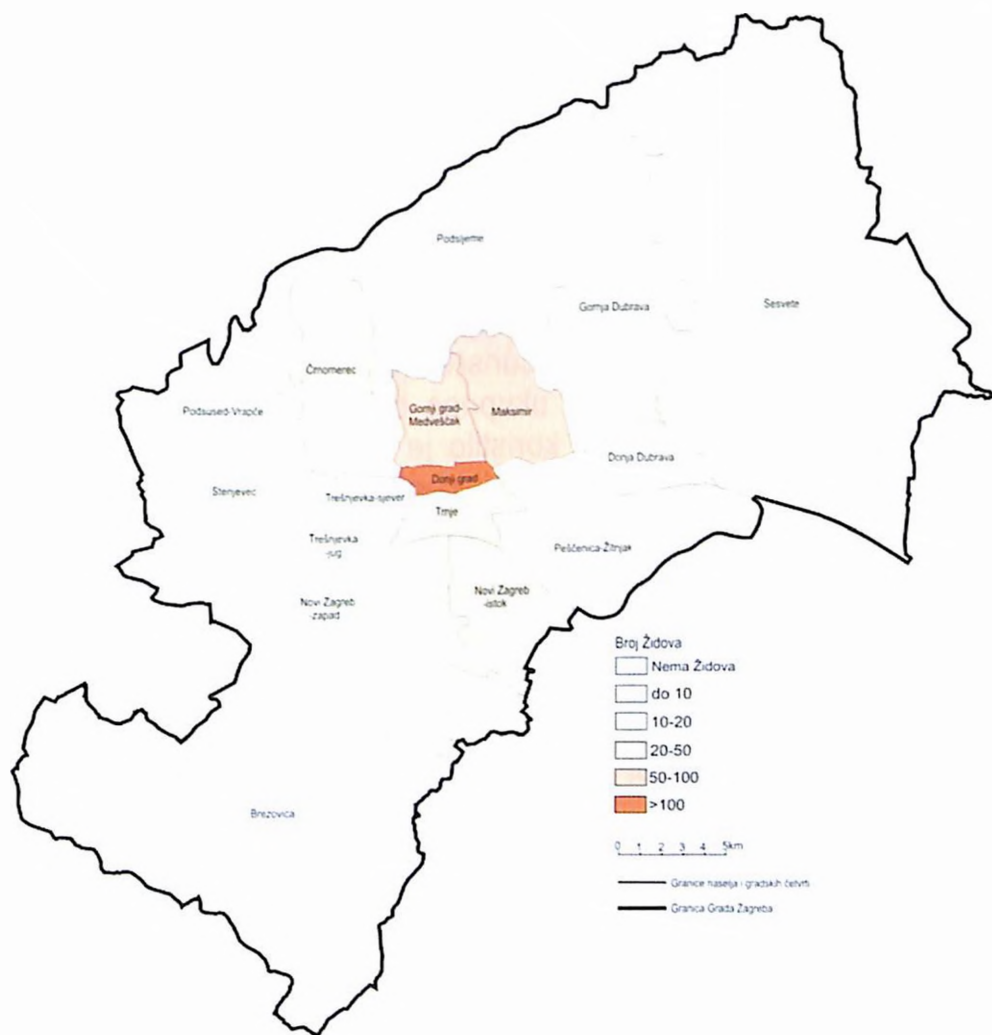 Podsljeme
Gornja Dubrava
Sesvete
Črnomerec
Podsused-Vrapče
Gornji grad-
Medveščak
Maksimir
Donja Dubrava
Stenjevec
Trešnjevka-sjever
Donji grad
Trnje
Trešnjevka
-jug
Peščenica-Žitnjak
Novi Zagreb
-zapad
Novi Zagreb
-istok
Brezovica
Broj Židova
Nema Židova
do 10
10-20
20-50
50-100
>100
0 1 2 3 4 5km
Granice naselja i gradskih četvrti
Granica Grada Zagreba